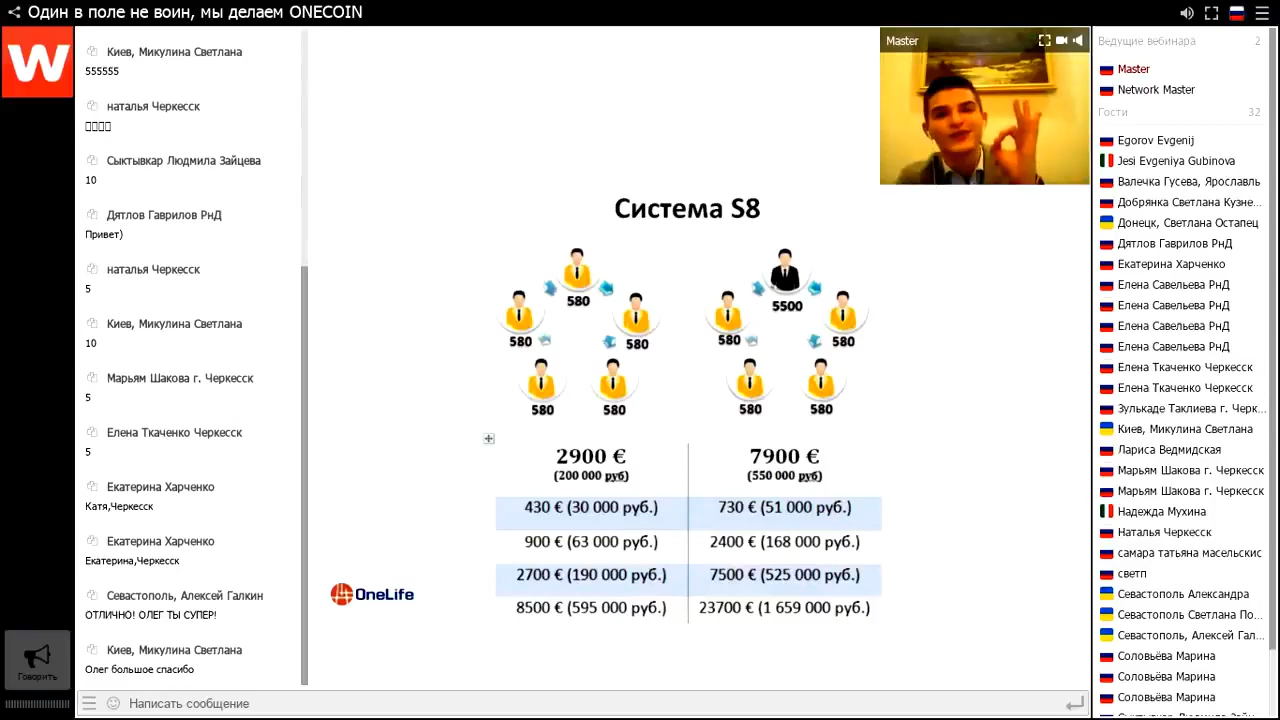 Один в поле не воин, мы делаем ONECOIN
W
Киев, Микулина Светлана
555555
наталья Черкесск
Сыктывкар Людмила Зайцева
10
Дятлов Гаврилов РнД
Привет)
наталья Черкесск
5
Киев, Микулина Светлана
10
Марьям Шакова г. Черкесск
5
Елена Ткаченко Черкесск
5
Екатерина Харченко
Катя,Черкесск
Екатерина Харченко
Екатерина,Черкесск
Севастополь, Алексей Галкин
ОТЛИЧНО! ОЛЕГ ТЫ СУПЕР!
Киев, Микулина Светлана
Олег большое спасибо
Говорить
Написать сообщение
Master
Система S8
580
5500
580
580
580
580
580
580
580
580
2900 €
7900 €
(200 000 руб)
(550 000 руб)
430 € (30 000 руб.)
730 € (51 000 руб.)
900 € (63 000 руб.)
2400 € (168 000 руб.)
2700 € (190 000 руб.)
7500 € (525 000 руб.)
8500 € (595 000 руб.)
23700 € (1 659 000 руб.)
OneLife
Ведущие вебинара 2
Master
Network Master
Гости 32
Egorov Evgenij
Jesi Evgeniya Gubinova
Валечка Гусева, Ярославль
Добрянка Светлана Кузне...
Донецк, Светлана Остапец
Дятлов Гаврилов РнД
Екатерина Харченко
Елена Савельева РнД
Елена Савельева РнД
Елена Савельева РнД
Елена Савельева РнД
Елена Ткаченко Черкесск
Елена Ткаченко Черкесск
Зулькаде Таклиева г. Черк...
Киев, Микулина Светлана
Лариса Ведмидская
Марьям Шакова г. Черкесск
Марьям Шакова г. Черкесск
Надежда Мухина
Наталья Черкесск
самара татьяна масельскис
светп
Севастополь Александра
Севастополь Светлана По...
Севастополь, Алексей Гал...
Соловьёва Марина
Соловьёва Марина
Соловьёва Марина